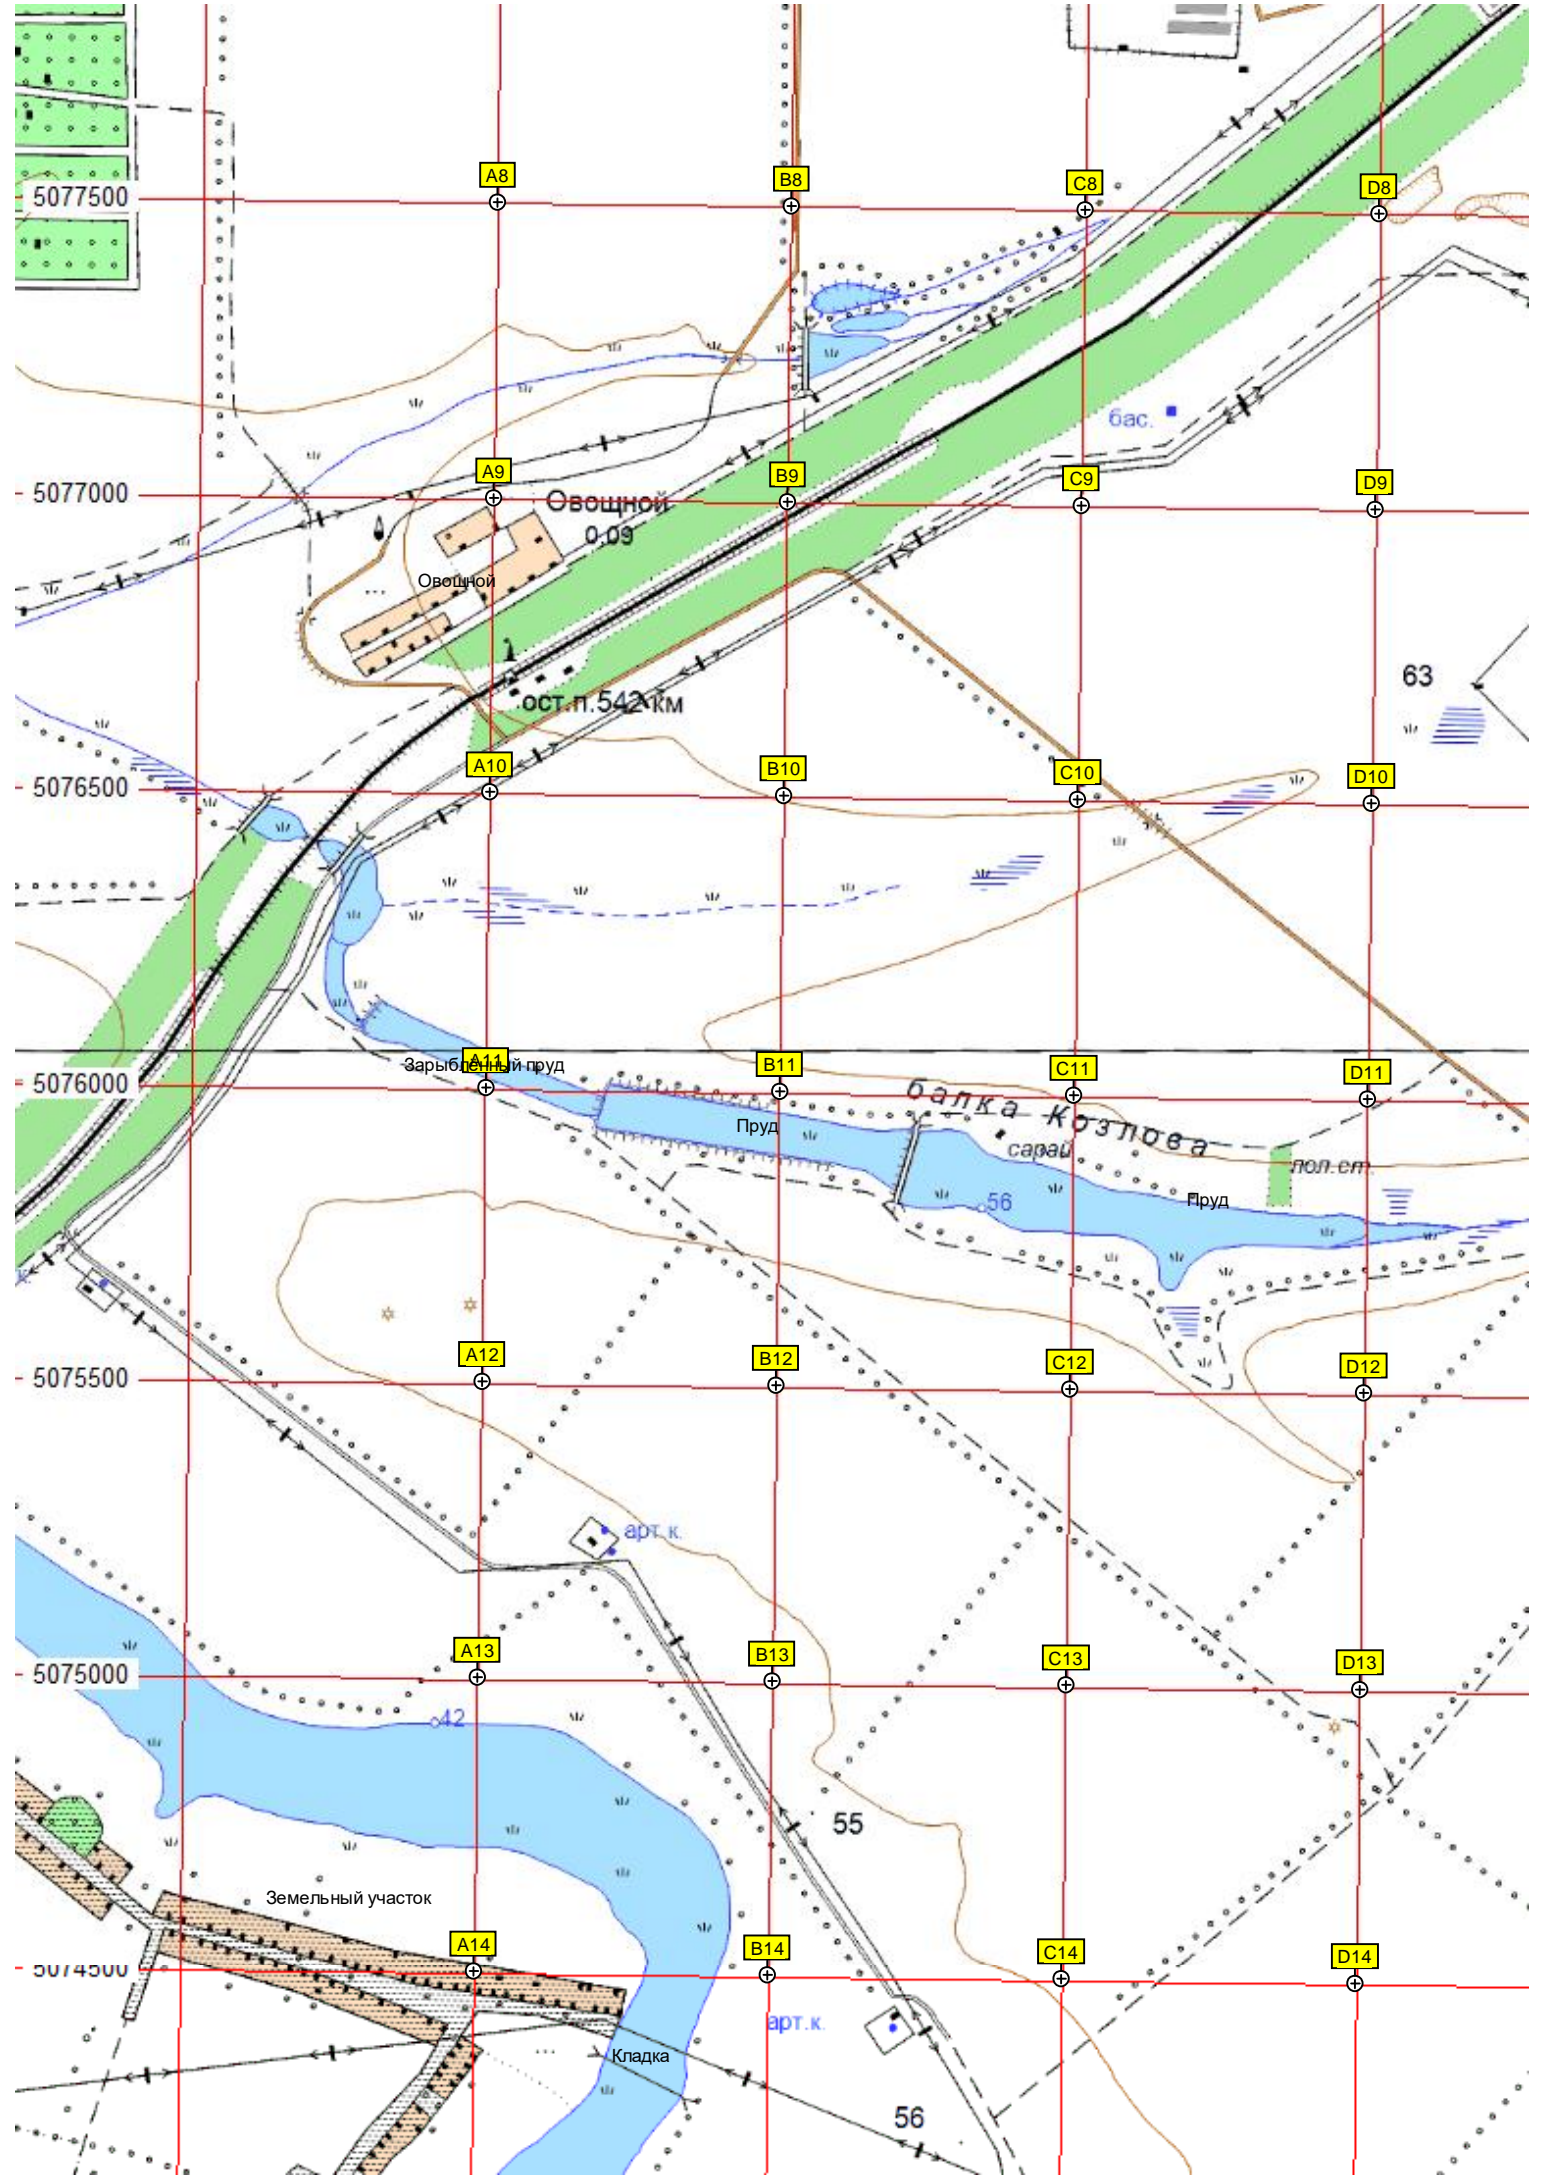 A8
B8
C8
D8
5077500
бас.
A9
B9
C9
D9
5077000
Овощной
0.09
Овощной
63
ост.п.542 км
A10
B10
C10
D10
5076500
Зарыбленный пруд
A11
B11
C11
D11
5076000
балка Козлова
Пруд
сарай
пол.ст.
Пруд
56
к.
A12
B12
C12
D12
5075500
арт.к.
A13
B13
C13
D13
5075000
42
55
Земельный участок
A14
B14
C14
D14
5074500
арт.к.
Кладка
56